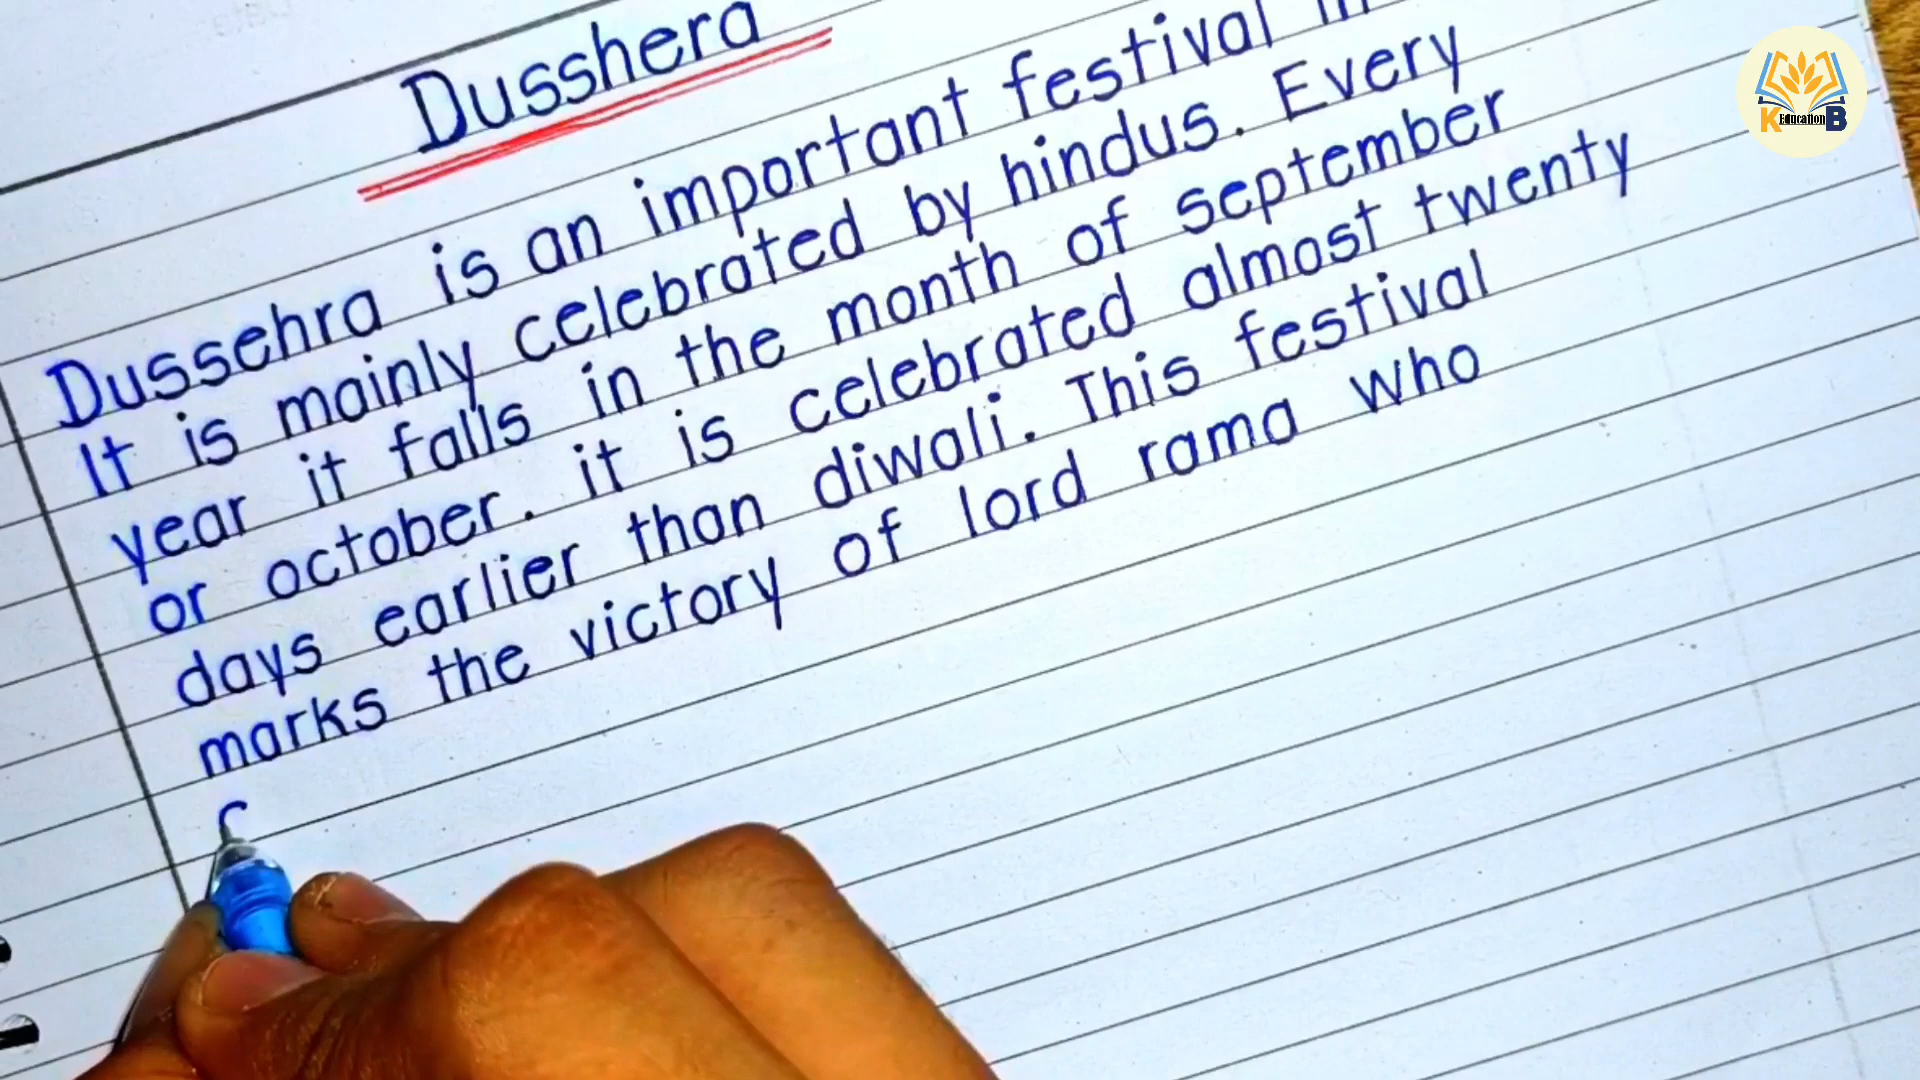 Dusshera
Dussehra is an important festival in
It is mainly celebrated by hindus. Every
year it falls in the month of september
or october. it is celebrated almost twenty
days earlier than diwali. This festival
marks the victory of lord rama who
K Education B